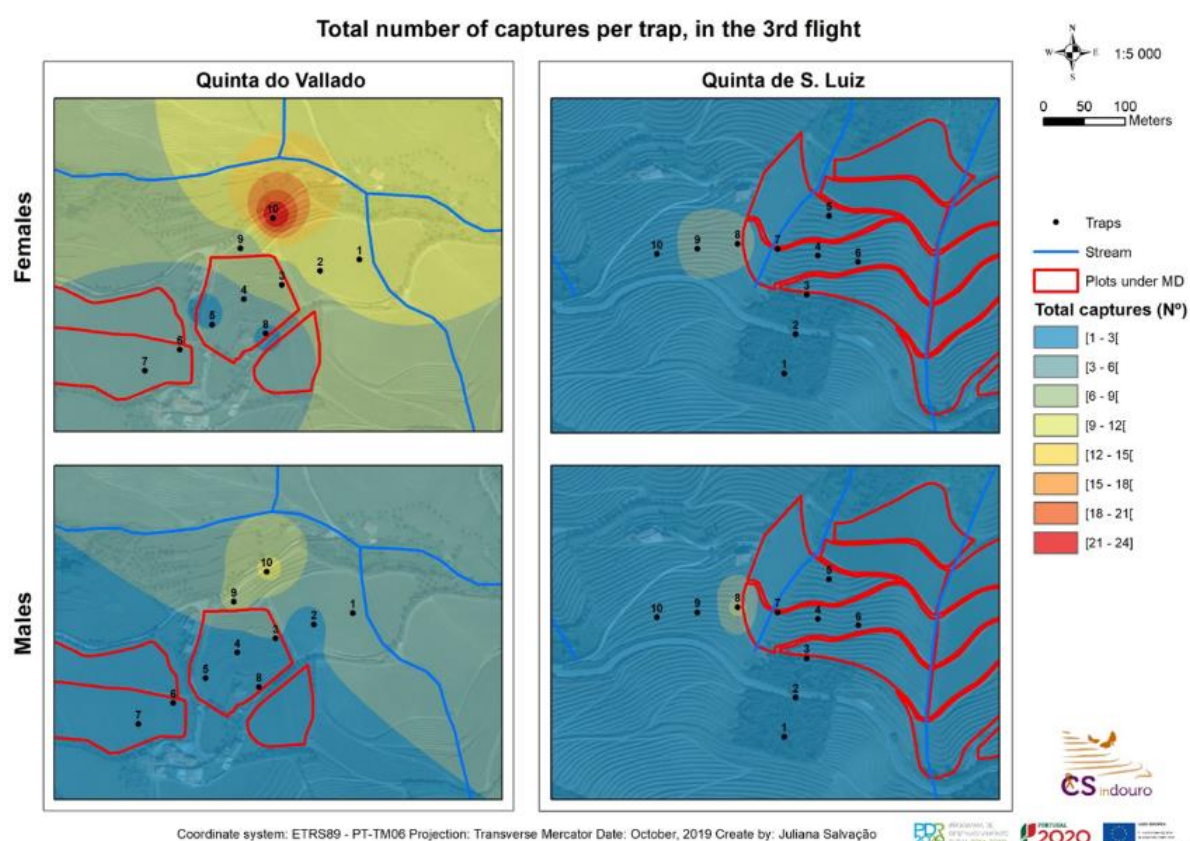 Total number of captures per trap, in the 3rd flight
N
W E
S
1:5 000
0 50 100
Meters
Quinta do Vallado
Quinta de S. Luiz
Females
10
9
1
2
3
4
5
8
6
7
5
10
9
8
7
4
6
3
2
1
Traps
Stream
Plots under MD
Total captures (Nº)
[1 - 3[
[3 - 6[
[6 - 9[
[9 - 12[
[12 - 15[
[15 - 18[
[18 - 21[
[21 - 24]
Males
10
9
1
2
3
4
5
8
6
7
5
10
9
8
7
4
6
3
2
1
CS indouro
Coordinate system: ETRS89 - PT-TM06 Projection: Transverse Mercator Date: October, 2019 Create by: Juliana Salvação
PDR
PORTUGAL
2020